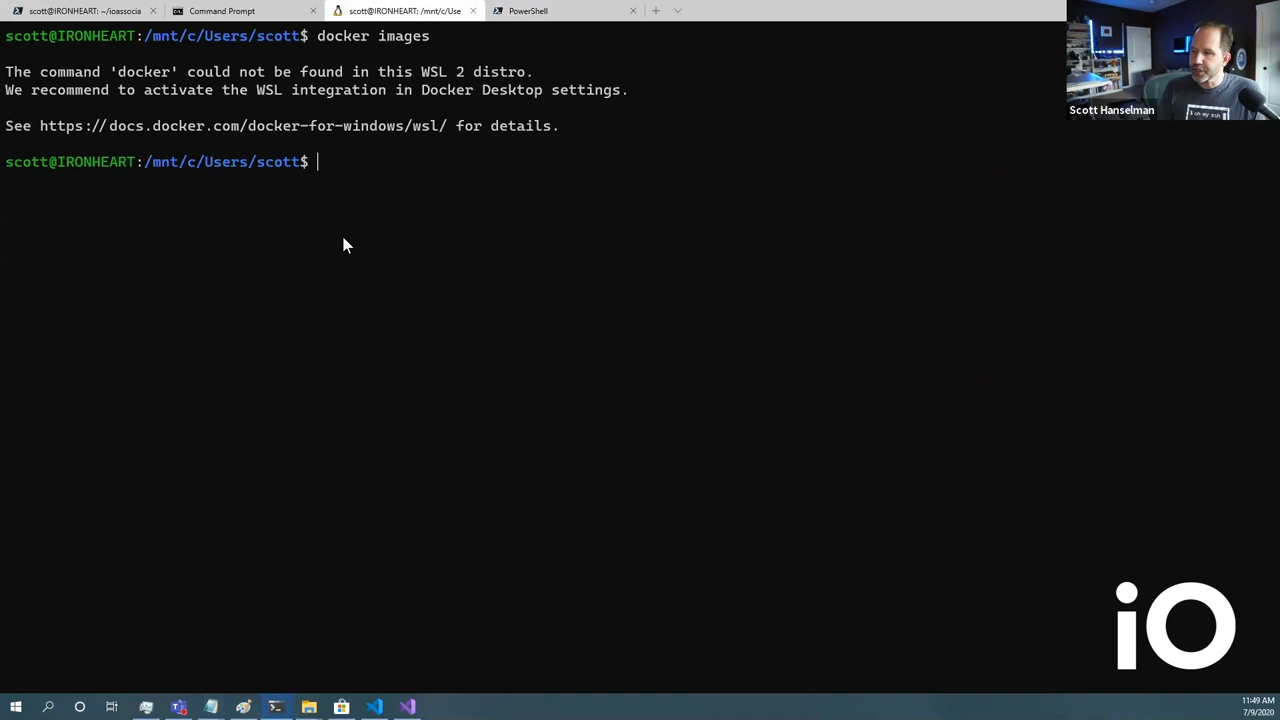 scott@IRONHEART: ~/ioassocia
Command Prompt
scott@IRONHEART: /mnt/c/Use
PowerShell
scott@IRONHEART:/mnt/c/Users/scott$ docker images
The command 'docker' could not be found in this WSL 2 distro.
We recommend to activate the WSL integration in Docker Desktop settings.
See https://docs.docker.com/docker-for-windows/wsl/ for details.
scott@IRONHEART:/mnt/c/Users/scott$
Scott Hanselman
iO
11:49 AM
7/9/2020